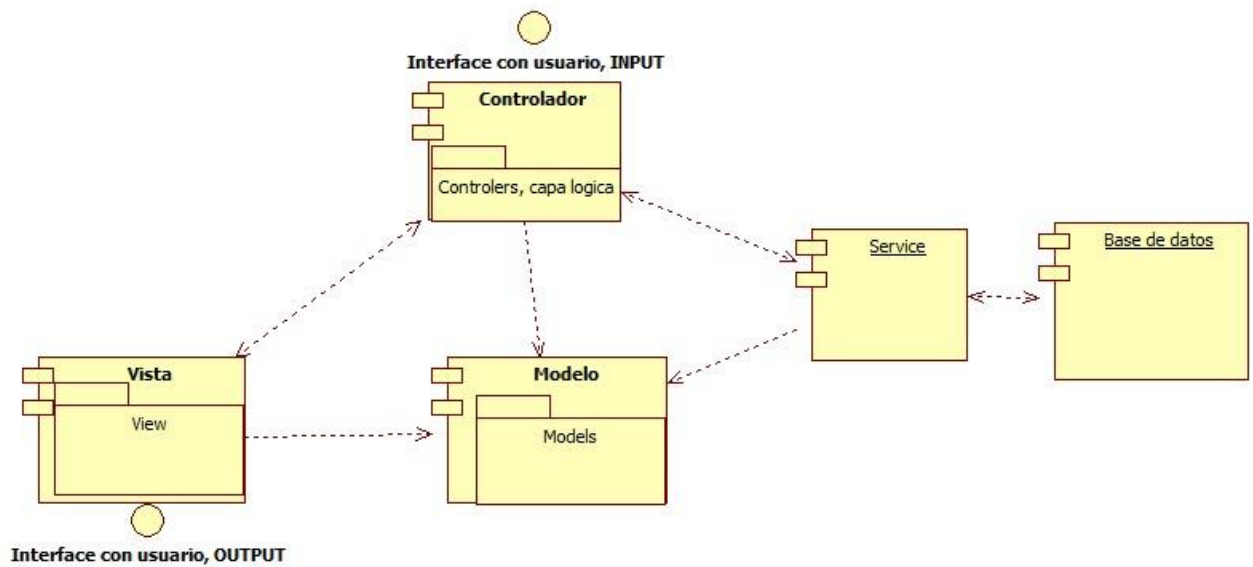 Interface con usuario, INPUT
Controlador
Controlers, capa logica
Service
Base de datos
Vista
View
Modelo
Models
Interface con usuario, OUTPUT